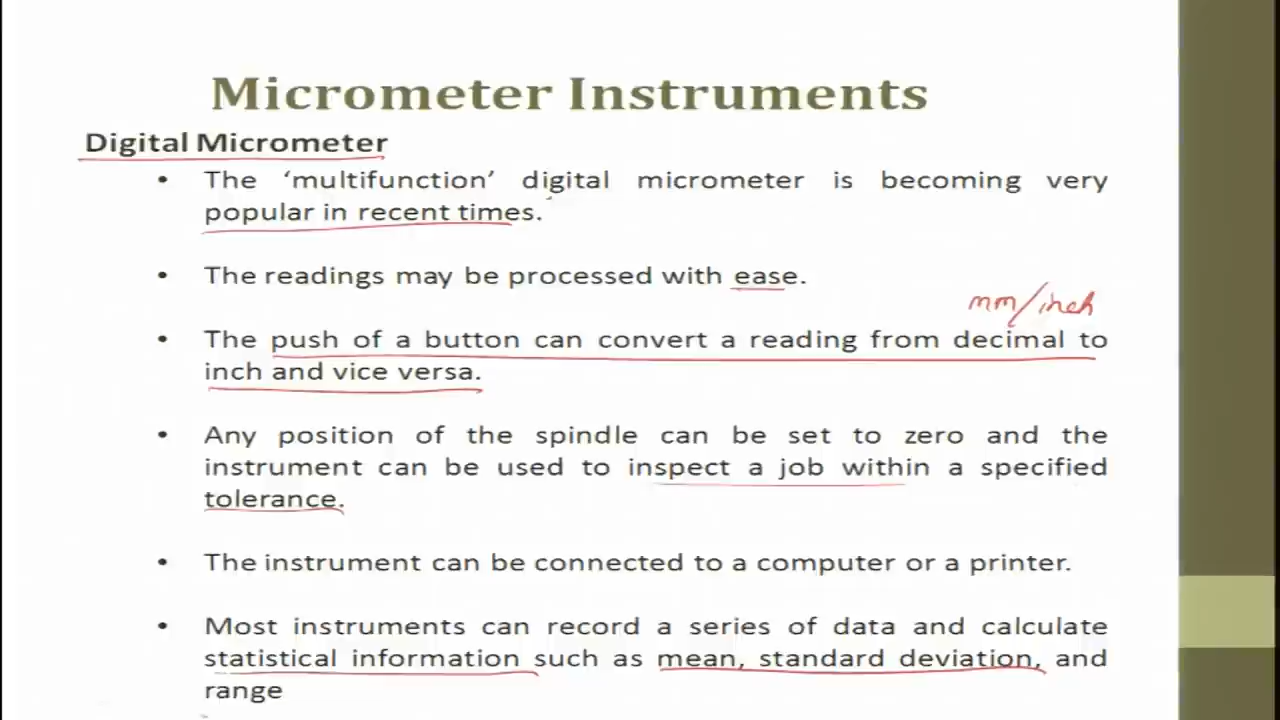 Micrometer Instruments
Digital Micrometer
• The ‘multifunction’ digital micrometer is becoming very
popular in recent times.
• The readings may be processed with ease.
mm/inch
• The push of a button can convert a reading from decimal to
inch and vice versa.
• Any position of the spindle can be set to zero and the
instrument can be used to inspect a job within a specified
tolerance.
• The instrument can be connected to a computer or a printer.
• Most instruments can record a series of data and calculate
statistical information such as mean, standard deviation, and
range